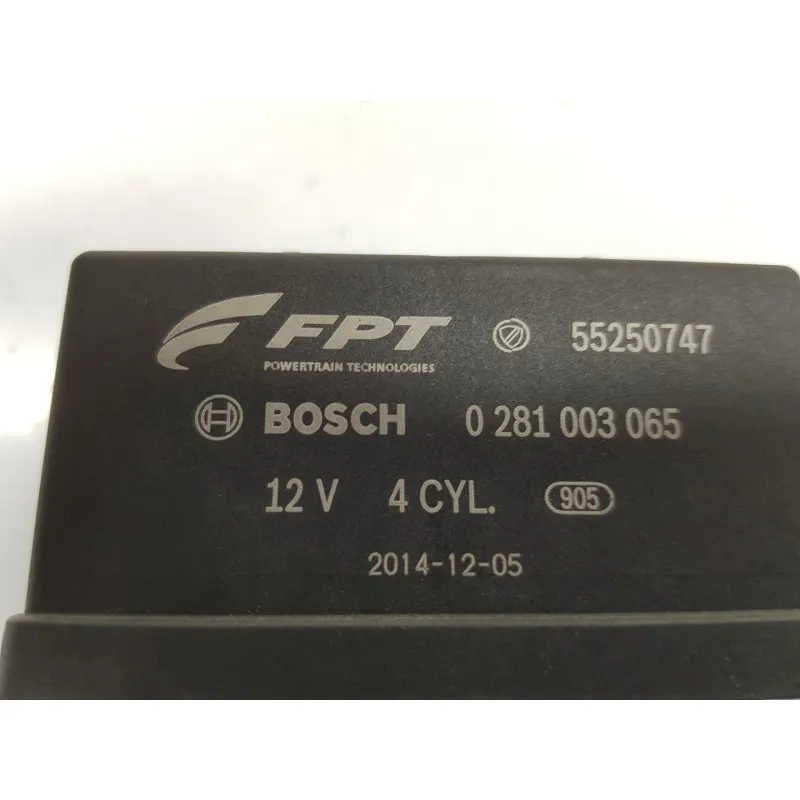 FPT 55250747
POWERTRAIN TECHNOLOGIES
BOSCH 0 281 003 065
12 V 4 CYL. 905
2014-12-05